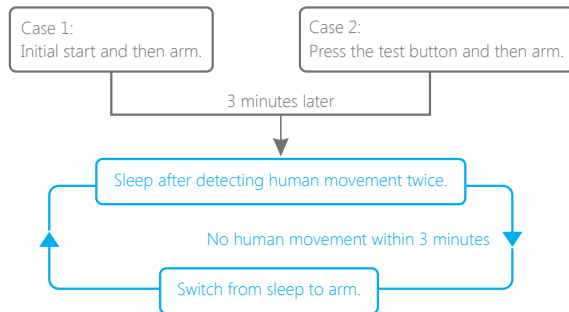 Case 1:
Initial start and then arm.
Case 2:
Press the test button and then arm.
3 minutes later
Sleep after detecting human movement twice.
No human movement within 3 minutes
Switch from sleep to arm.